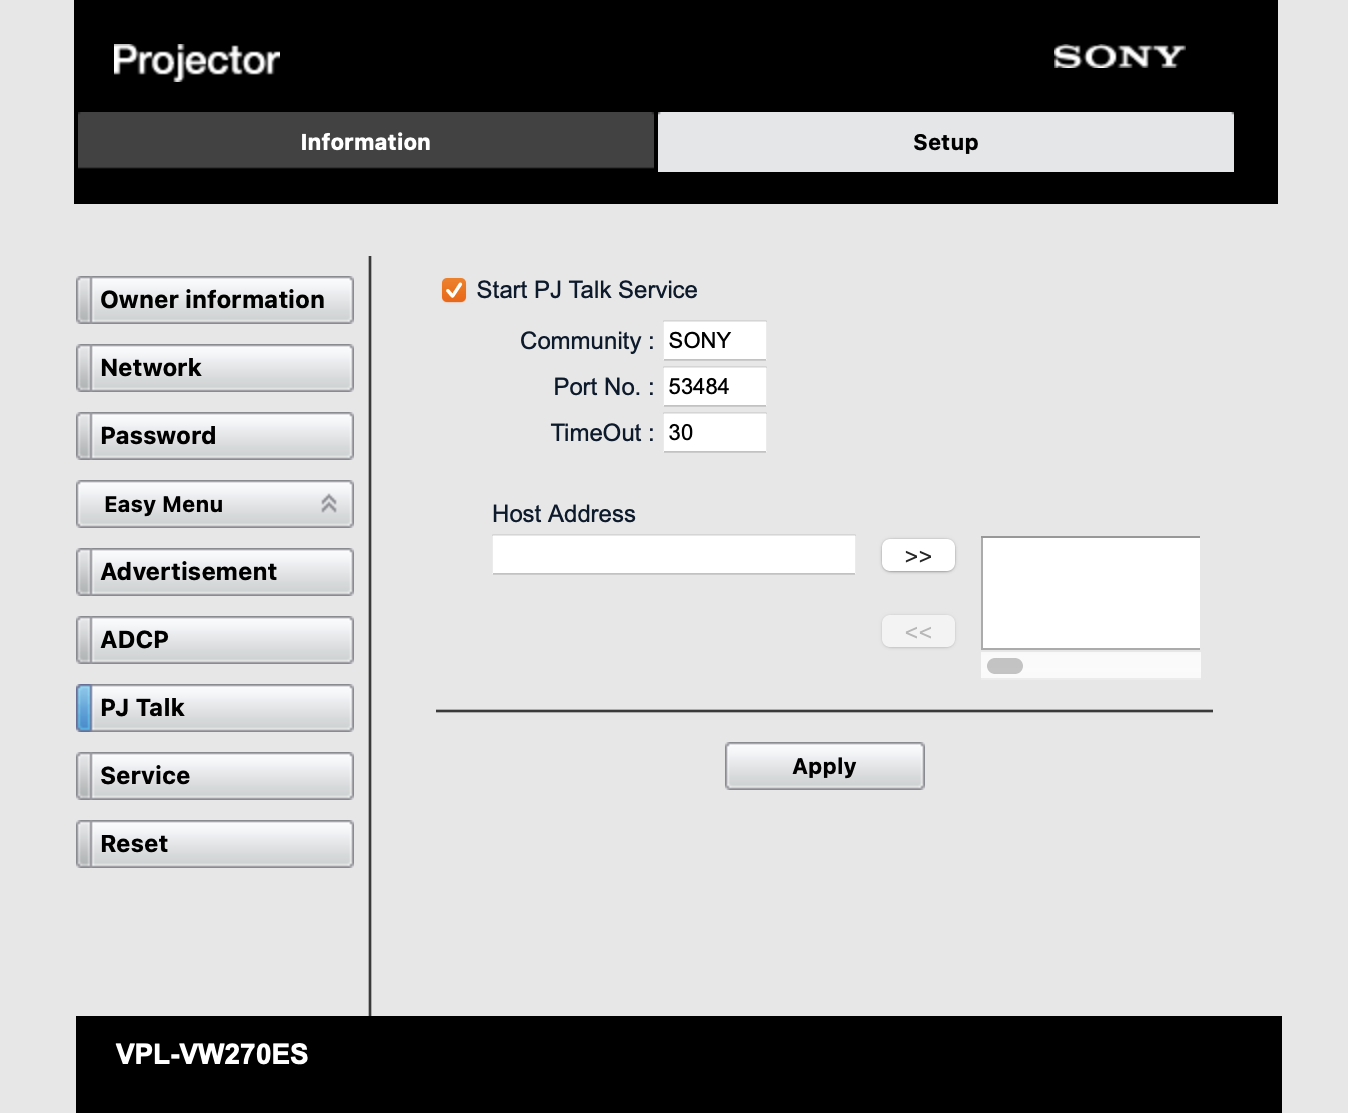 Projector
SONY
Information
Setup
Owner information
Network
Password
Easy Menu
Advertisement
ADCP
PJ Talk
Service
Reset
Start PJ Talk Service
Community : SONY
Port No. : 53484
TimeOut : 30
Host Address
>>
<<
Apply
VPL-VW270ES